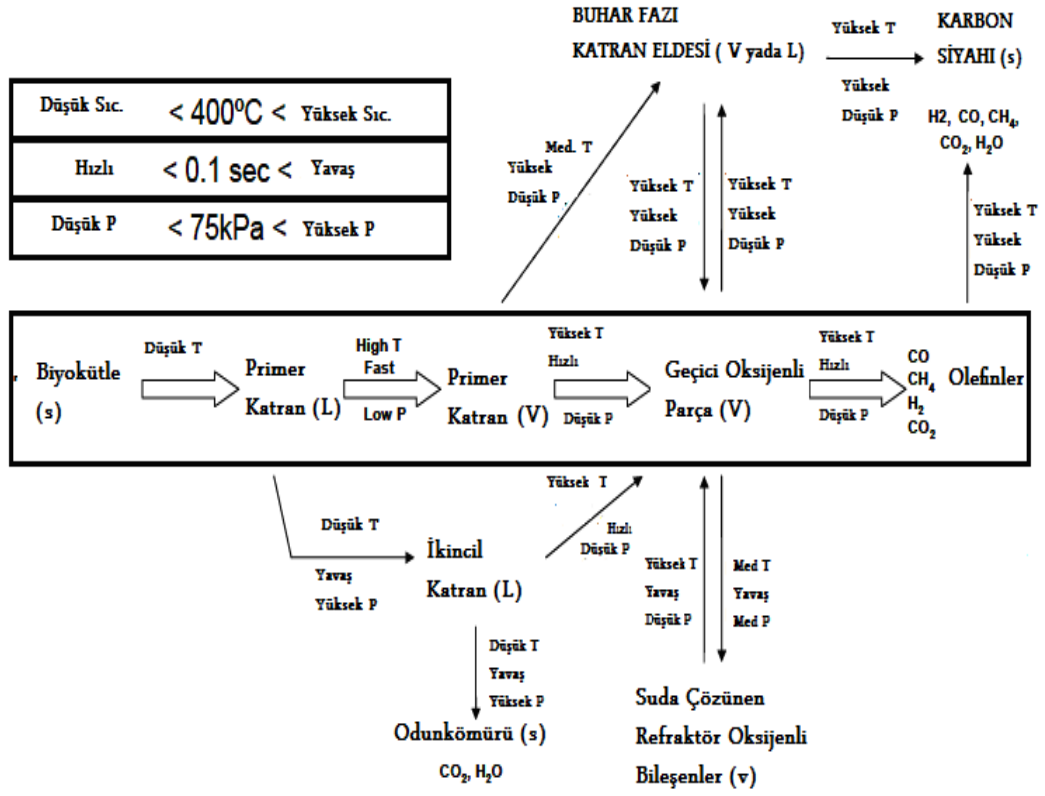 BUHAR FAZI
KATRAN ELDESİ ( V yada L)
Yüksek T
Yüksek
Düşük P
KARBON
SİYAHI (s)
H2, CO, CH₄,
CO₂, H₂O
Düşük Sıc. < 400ºC < Yüksek Sıc.
Hızlı < 0.1 sec < Yavaş
Düşük P < 75kPa < Yüksek P
Med. T
Yüksek
Düşük P
Yüksek T
Yüksek
Düşük P
Yüksek T
Yüksek
Düşük P
Yüksek T
Yüksek
Düşük P
Biyokütle
(s)
Düşük T
Primer
Katran (L)
High T
Fast
Low P
Primer
Katran (V)
Yüksek T
Hızlı
Düşük P
Geçici Oksijenli
Parça (V)
Yüksek T
Hızlı
Düşük P
CO
CH₄
H₂
CO₂
Olefinler
Düşük T
Yavaş
Yüksek P
İkincil
Katran (L)
Yüksek T
Hızlı
Düşük P
Yüksek T
Yavaş
Düşük P
Med T
Yavaş
Med P
Düşük T
Yavaş
Yüksek P
Odunkömürü (s)
CO₂, H₂O
Suda Çözünen
Refraktör Oksijenli
Bileşenler (v)